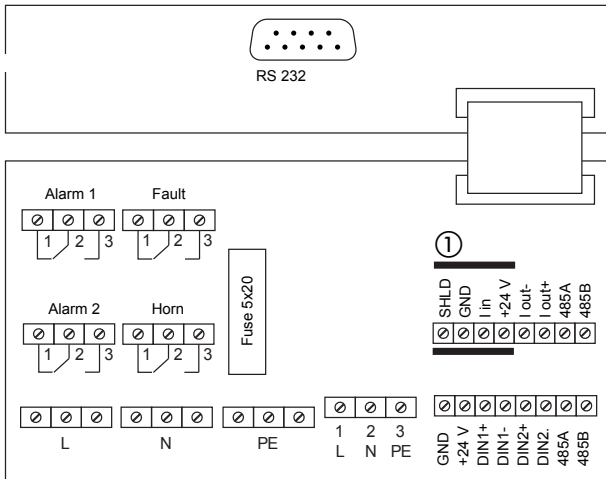 RS 232
Alarm 1 Fault
1 2 3 1 2 3
①
SHLD GND I in +24 V I out- I out+ 485A 485B
Fuse 5x20
Alarm 2 Horn
1 2 3 1 2 3
L N PE
1 2 3
L N PE
GND +24 V DIN1+ DIN1- DIN2+ DIN2. 485A 485B